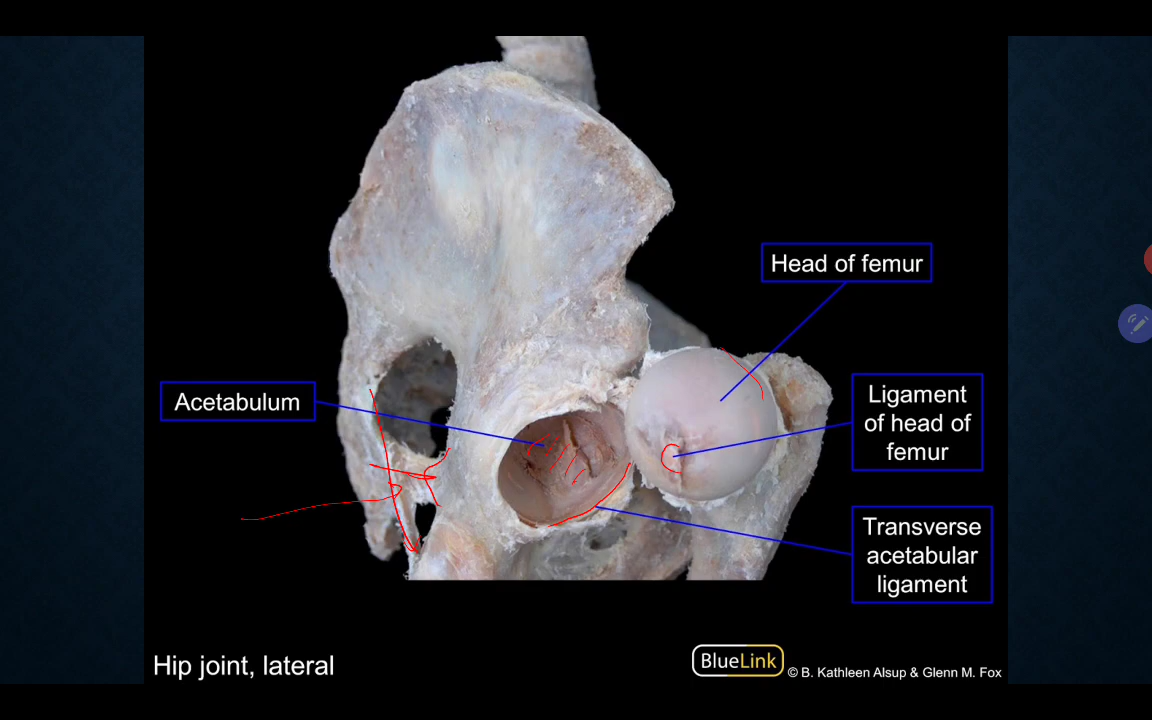 Head of femur
Acetabulum
Ligament
of head of
femur
Transverse
acetabular
ligament
Hip joint, lateral
BlueLink
© B. Kathleen Alsup & Glenn M. Fox